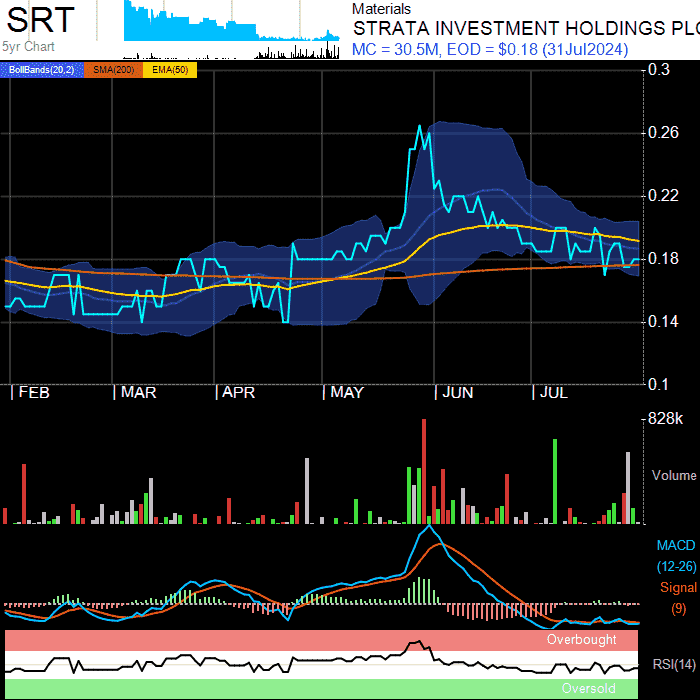 SRT
5yr Chart
Materials
STRATA INVESTMENT HOLDINGS PLC
MC = 30.5M, EOD = $0.18 (31Jul2024)
BollBands(20,2) SMA(200) EMA(50)
0.3
0.26
0.22
0.18
0.14
0.1
FEB MAR APR MAY JUN JUL
828k
Volume
MACD
(12-26)
Signal
(9)
Overbought
RSI(14)
Oversold